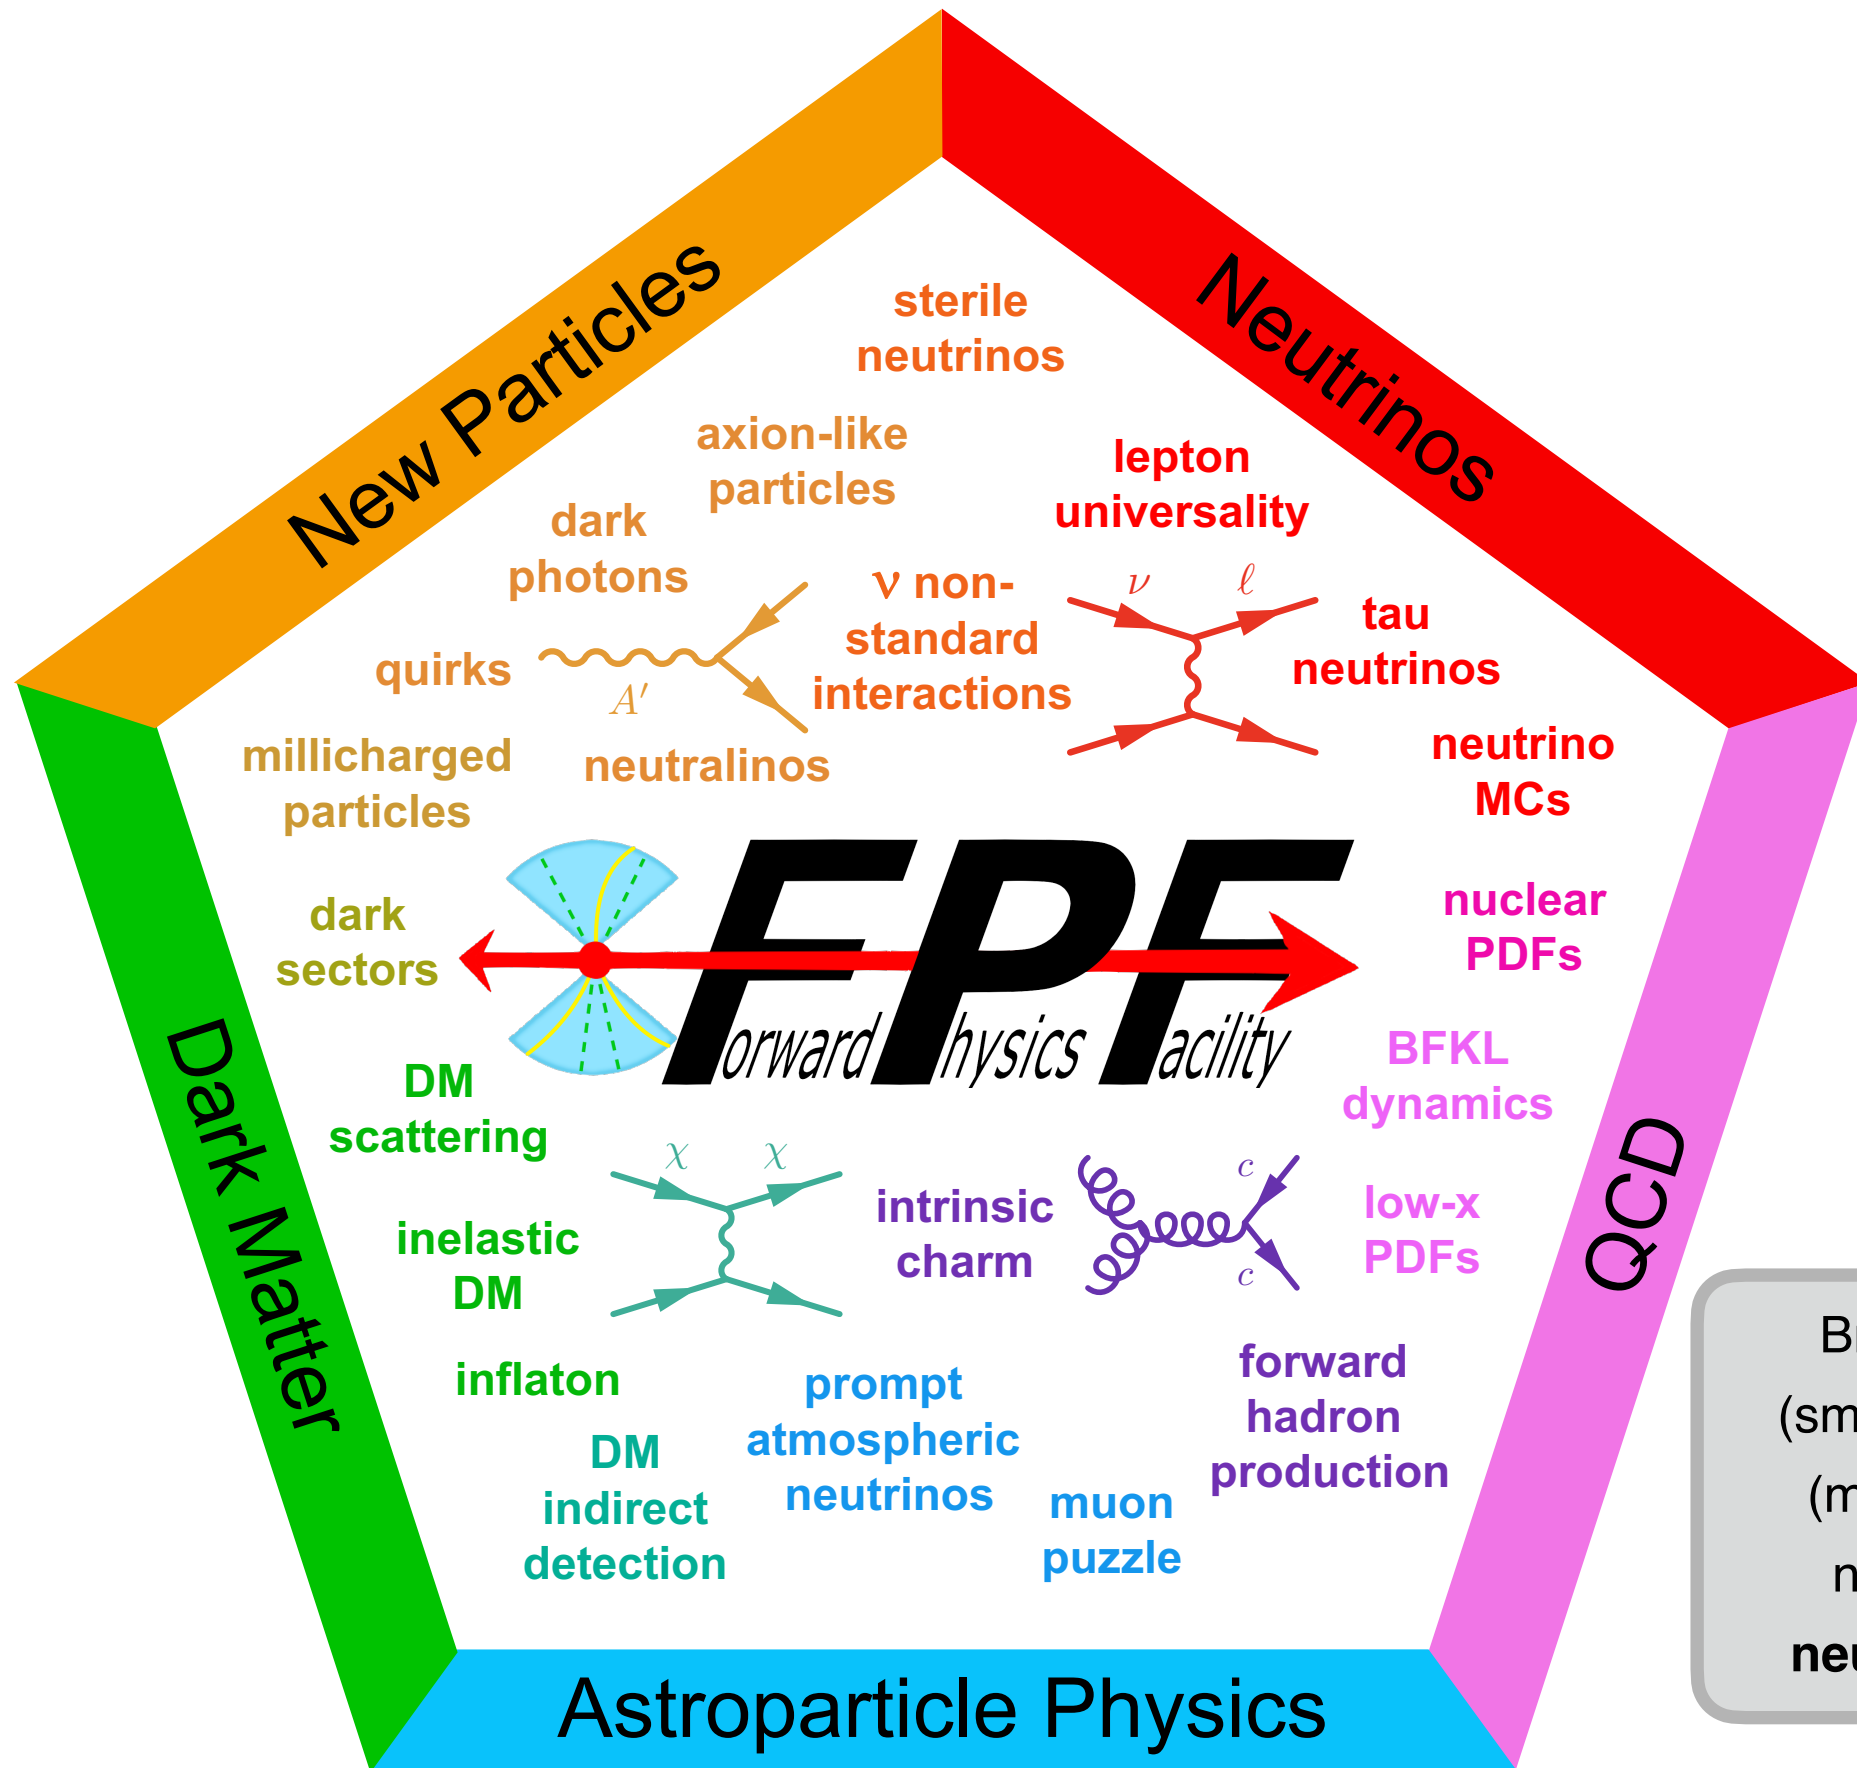 New Particles
Neutrinos
sterile
neutrinos
axion-like
particles
lepton
universality
dark
photons
ν non-
standard
interactions
ν
ℓ
tau
neutrinos
quirks
A′
neutralinos
millicharged
particles
neutrino
MCs
dark
sectors
Forward Physics Facility
nuclear
PDFs
Dark Matter
QCD
DM
scattering
BFKL
dynamics
χ χ
inelastic
DM
intrinsic
charm
c
c
low-x
PDFs
inflaton
prompt
atmospheric
neutrinos
forward
hadron
production
DM
indirect
detection
muon
puzzle
Astroparticle Physics